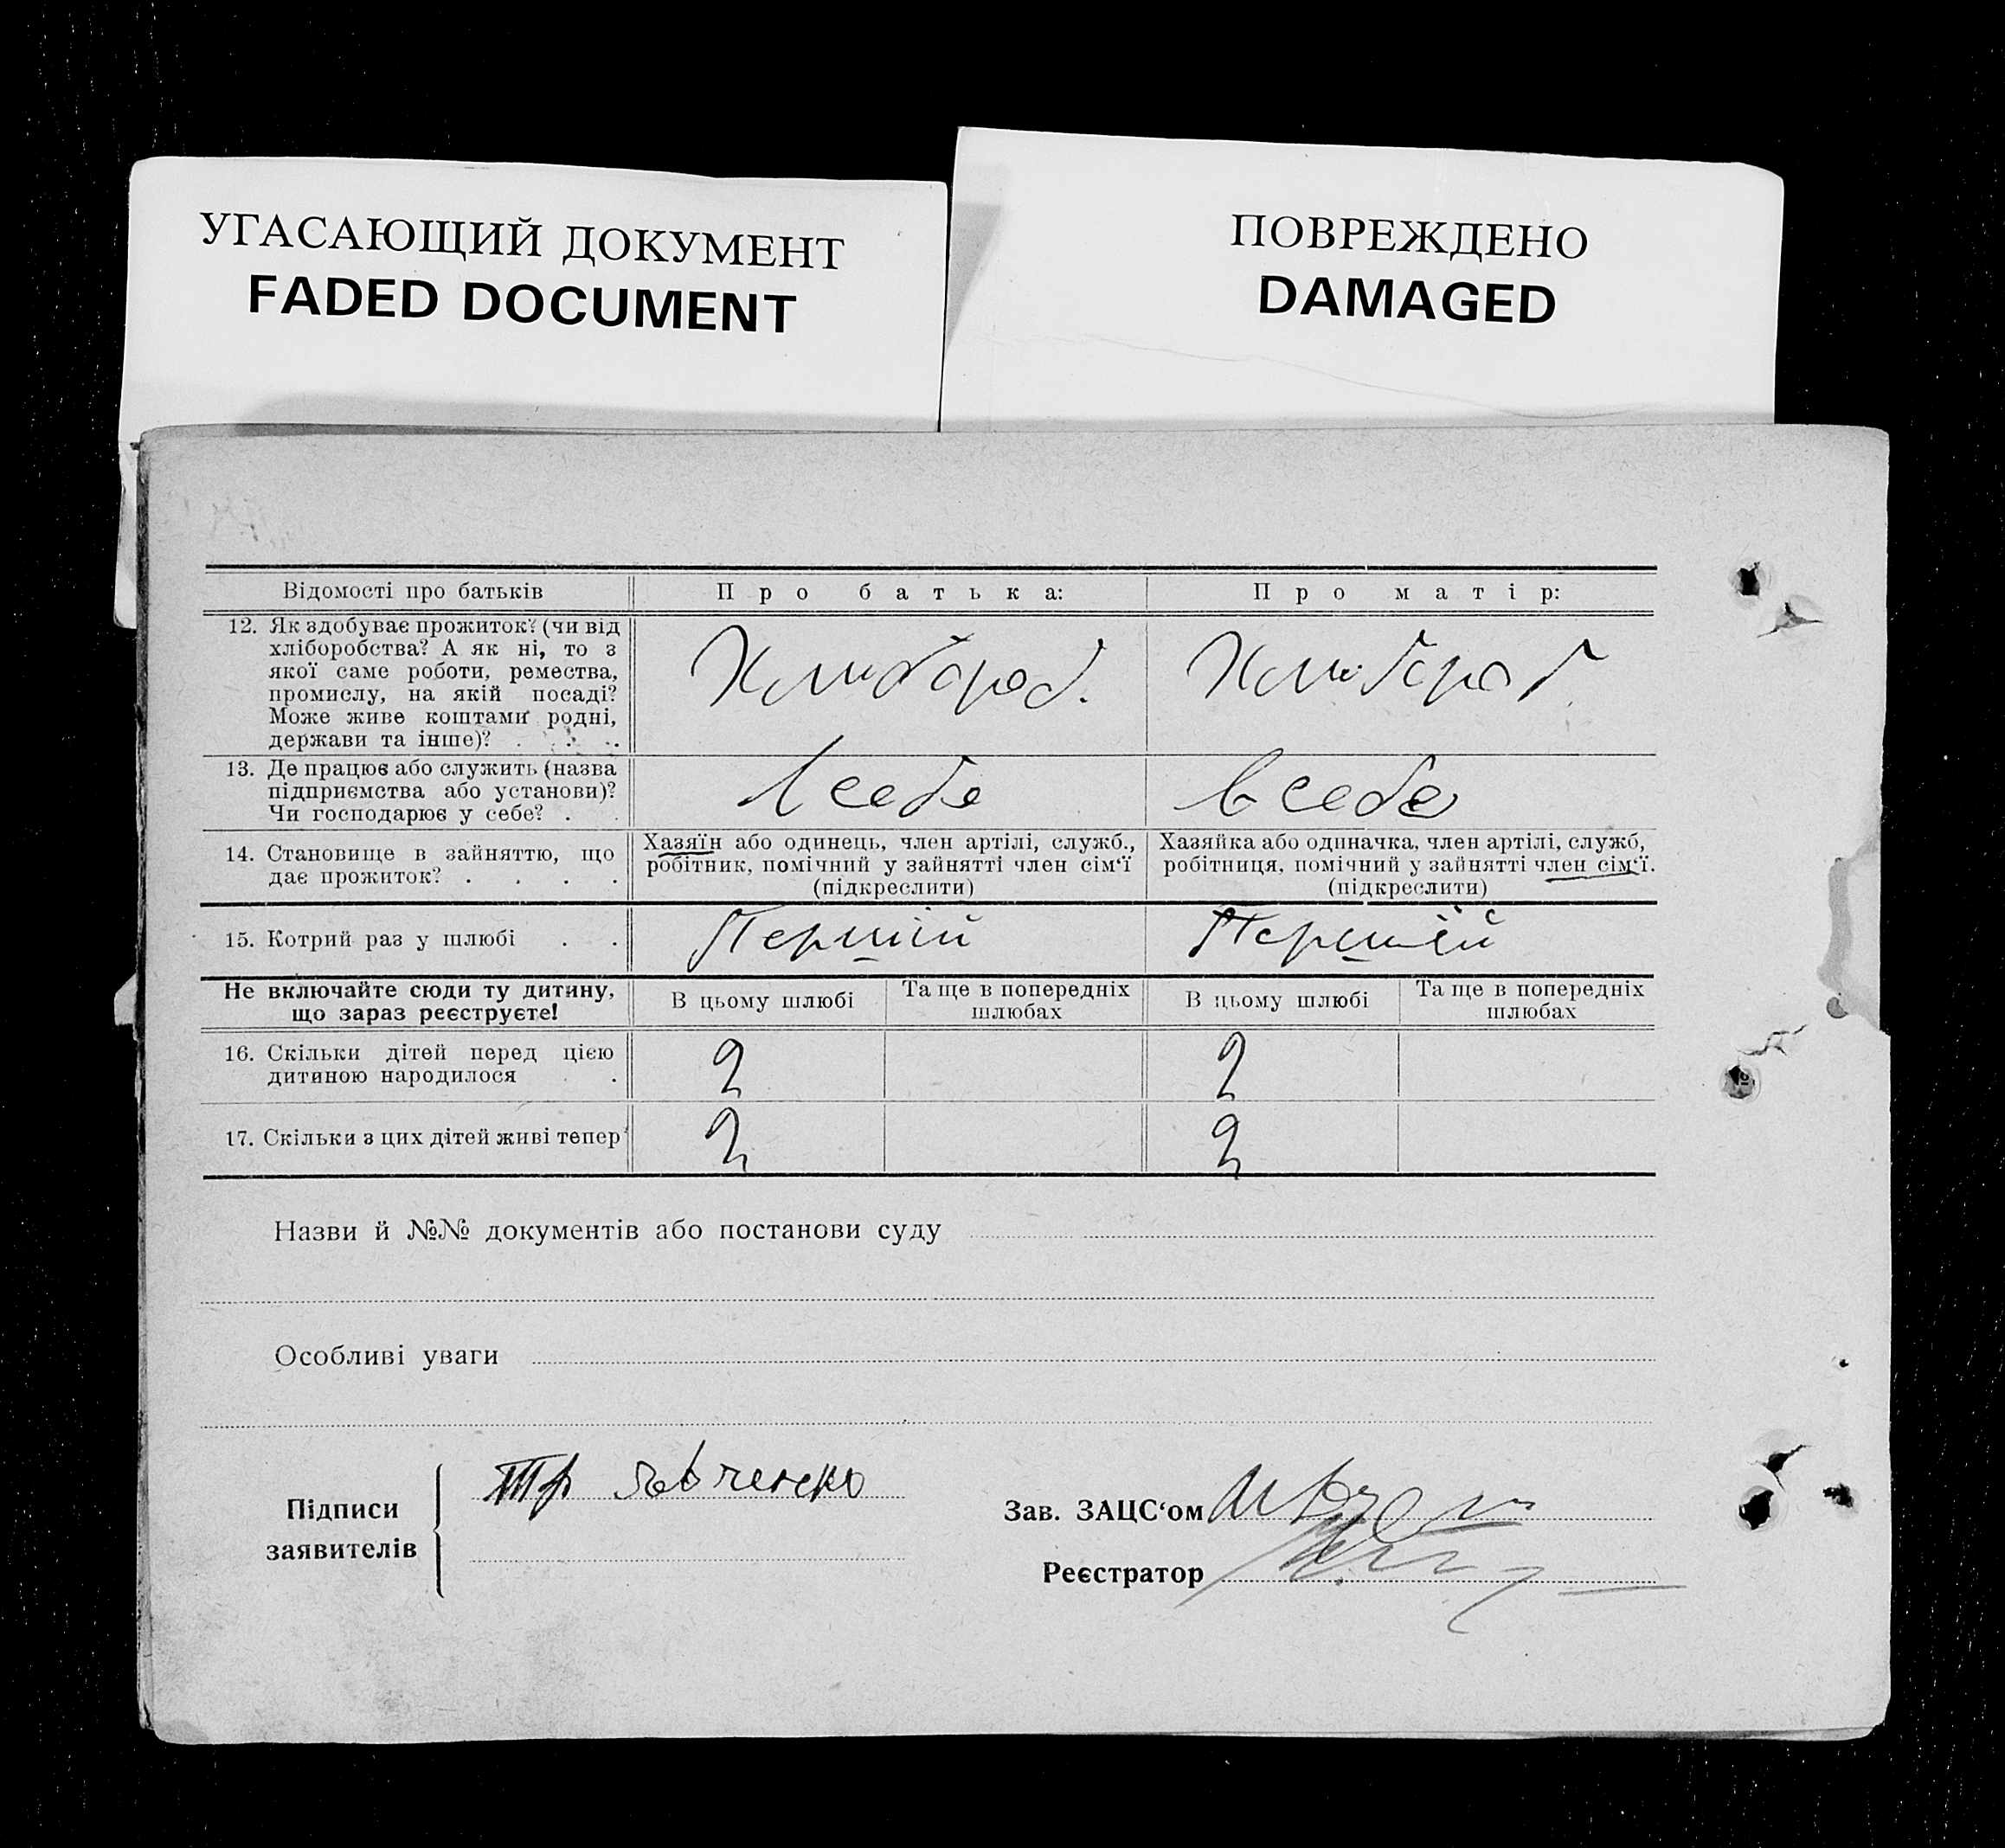 УГАСАЮЩИЙ ДОКУМЕНТ
FADED DOCUMENT
ПОВРЕЖДЕНО
DAMAGED
Відомості про батьків
Про батька:
Про матір:
12. Як здобуває прожиток? (чи від
хліборобства? А як ні, то з
якої саме роботи, ремества,
промислу, на якій посаді?
Може живе коштами родні,
держави та інше)? . . .
Хлибороб.
Хлибороб
13. Де працює або служить (назва
підприємства або установи)?
Чи господарює у себе? . .
в себе
в себе
14. Становище в зайняттю, що
дає прожиток? . . . .
Хазяїн або одинець, член артілі, служб.,
робітник, помічний у зайнятті член сім'ї
(підкреслити)
Хазяйка або одиначка, член артілі, служб,
робітниця, помічний у зайнятті член сім'ї.
(підкреслити)
15. Котрий раз у шлюбі . .
Первий
Первий
Не включайте сюди ту дитину,
що зараз реєструєте!
В цьому шлюбі
Та ще в попередніх
шлюбах
В цьому шлюбі
Та ще в попередніх
шлюбах
16. Скільки дітей перед цією
дитиною народилося . .
2
2
17. Скільки з цих дітей живі тепер
2
2
Назви й №№ документів або постанови суду
Особливі уваги
Підписи
заявителів
Зав. ЗАЦС'ом
Реєстратор